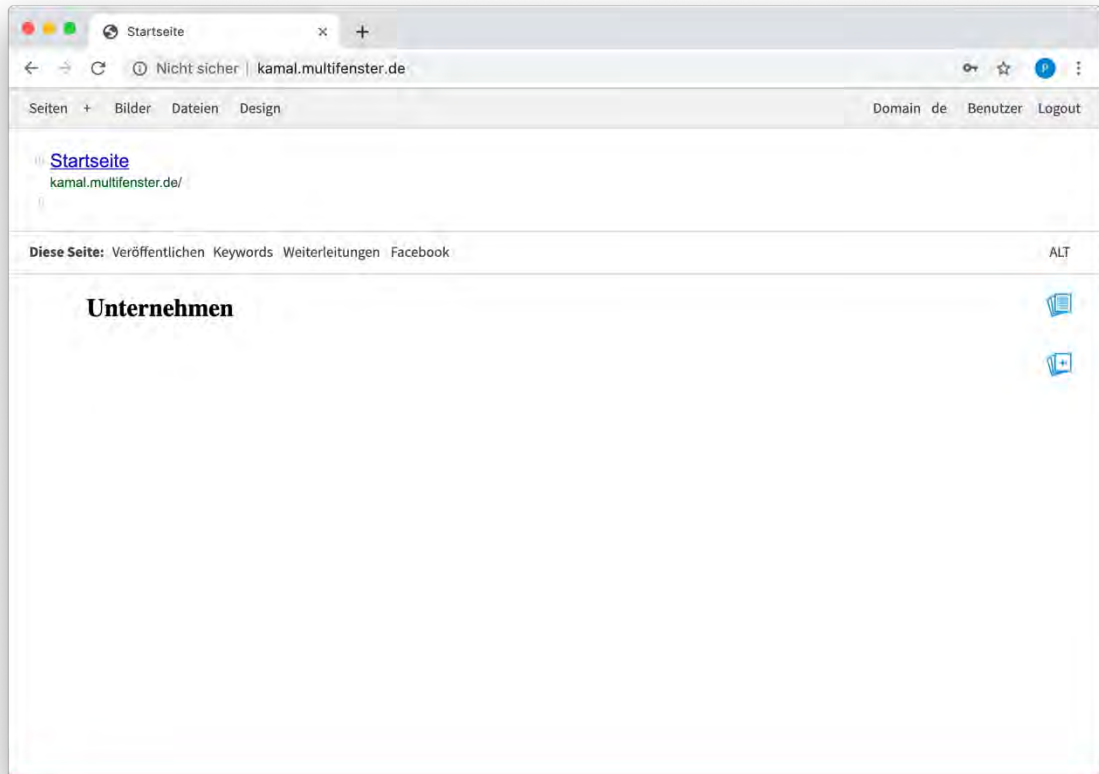 Startseite
Nicht sicher | kamal.multifenster.de
P
Seiten + Bilder Dateien Design Domain de Benutzer Logout
Startseite
kamal.multifenster.de/
Diese Seite: Veröffentlichen Keywords Weiterleitungen Facebook ALT
Unternehmen